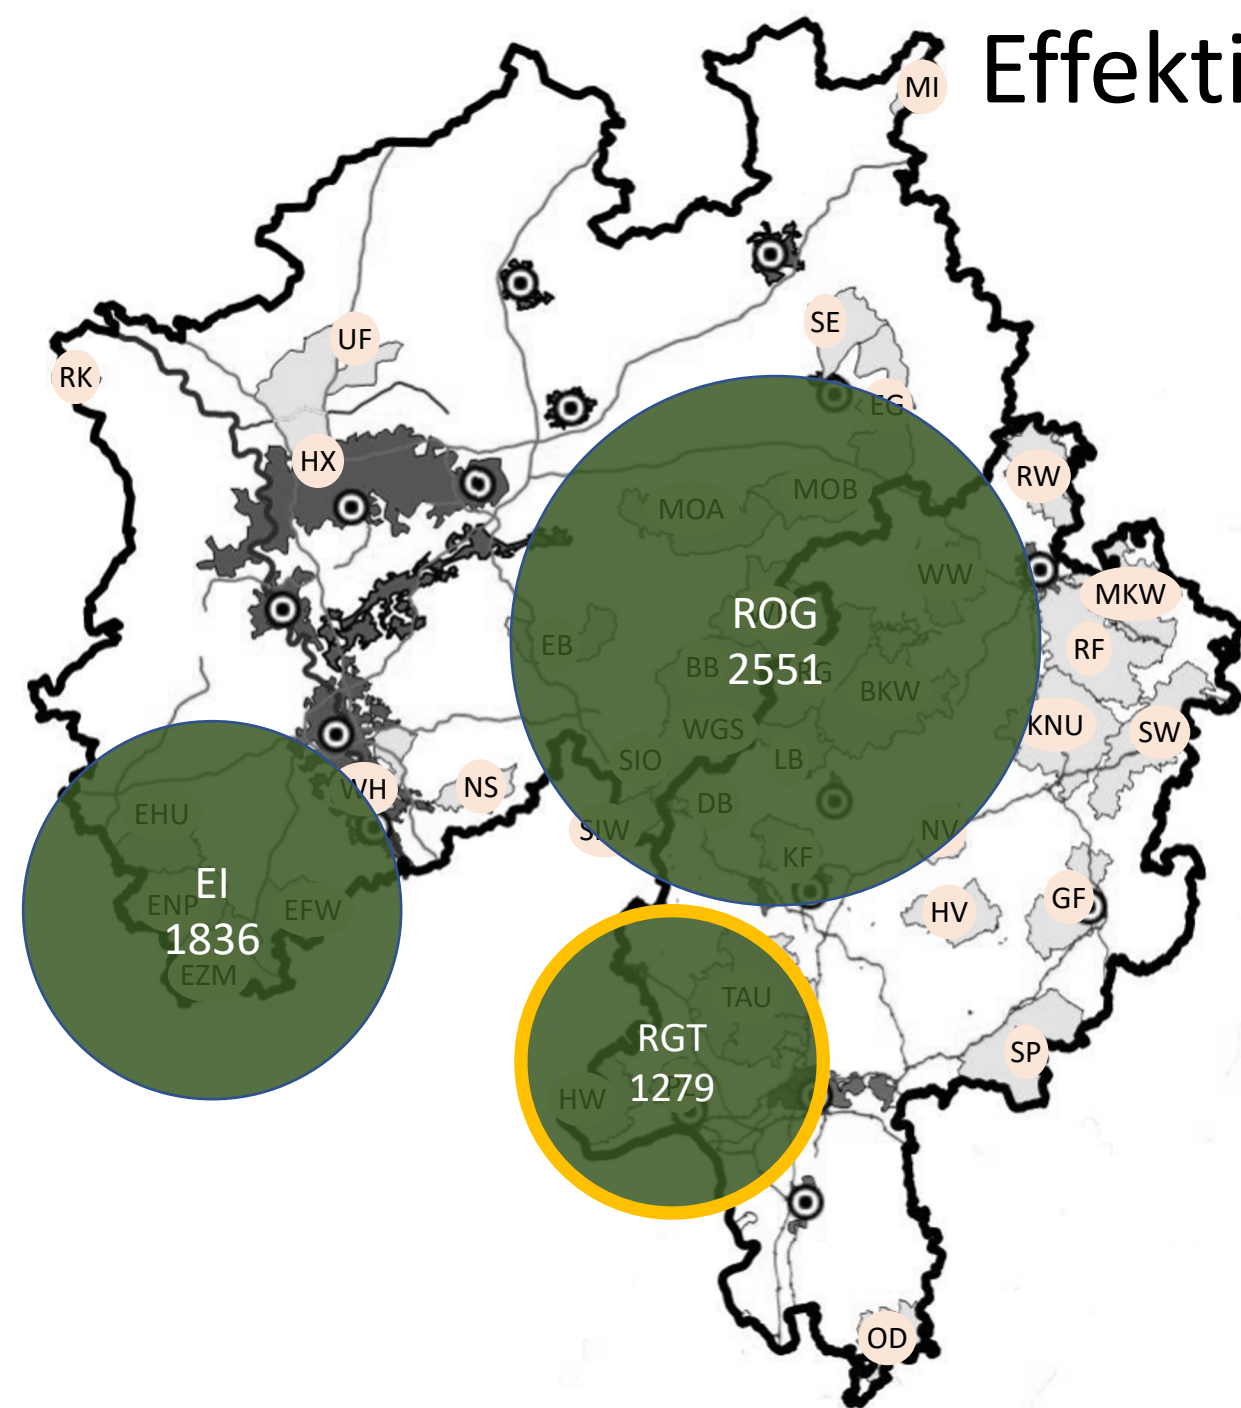 Effekti
MI
UF
SE
RK
EG
HX
RW
MOB
MOA
WW
MKW
ROG
2551
EB
RF
BB
RG
BKW
WGS
KNU
SW
SIO
LB
WH
NS
EHU
DB
SIW
NV
KF
EI
1836
ENP
EFW
HV
GF
EZM
TAU
RGT
1279
SP
HW
OD